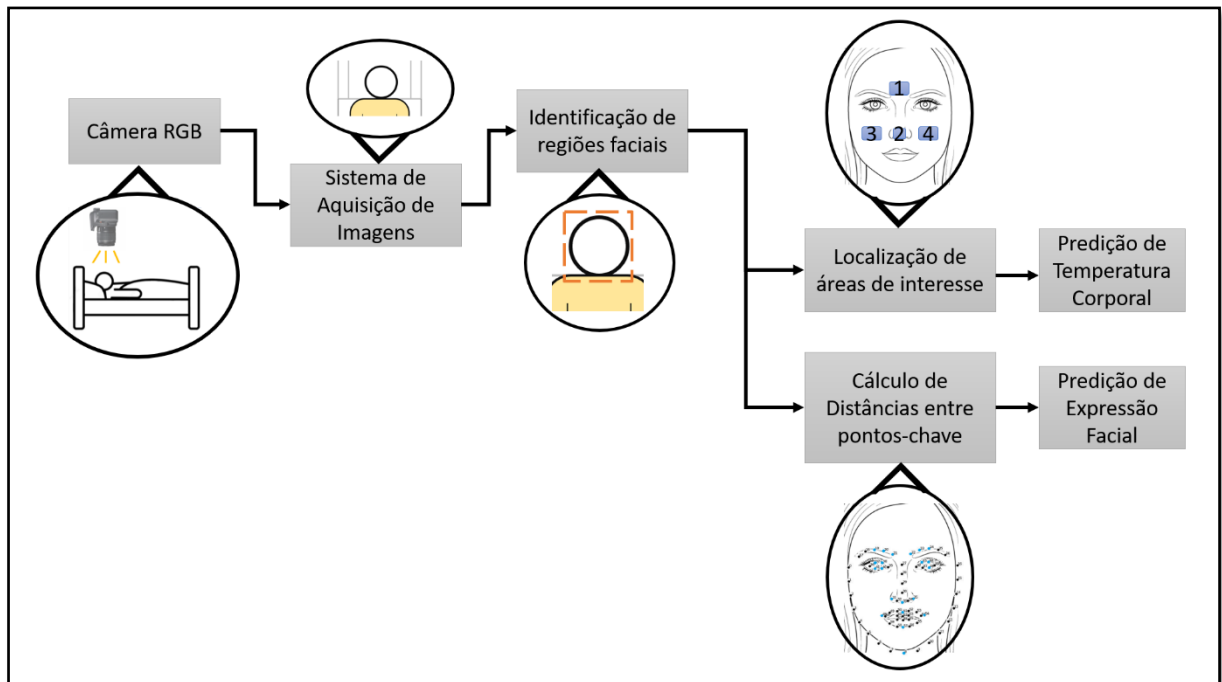 Câmera RGB
Sistema de
Aquisição de
Imagens
Identificação de
regiões faciais
1
3 2 4
Localização de
áreas de interesse
Predição de
Temperatura
Corporal
Cálculo de
Distâncias entre
pontos-chave
Predição de
Expressão
Facial